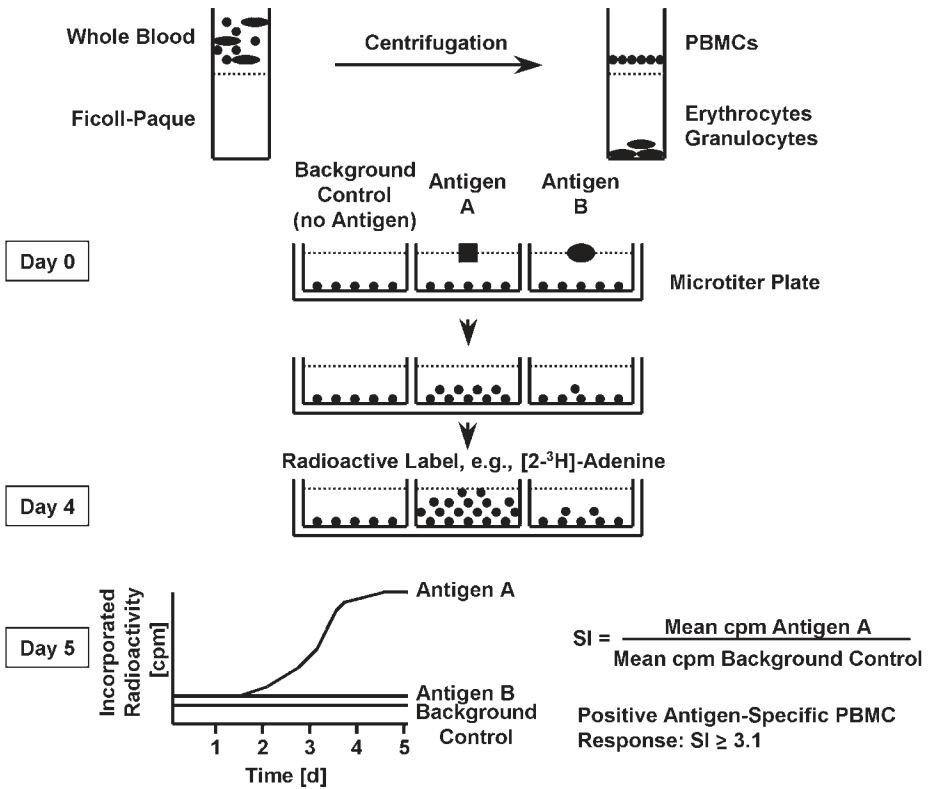 Whole Blood
Centrifugation
PBMCs
Ficoll-Paque
Erythrocytes
Granulocytes
Background
Control
(no Antigen)
Antigen
A
Antigen
B
Day 0
Microtiter Plate
Radioactive Label, e.g., [2-³H]-Adenine
Day 4
Day 5
Incorporated
Radioactivity
[cpm]
Antigen A
Antigen B
Background
Control
1 2 3 4 5
Time [d]
SI = Mean cpm Antigen A
Mean cpm Background Control
Positive Antigen-Specific PBMC
Response: SI ≥ 3.1